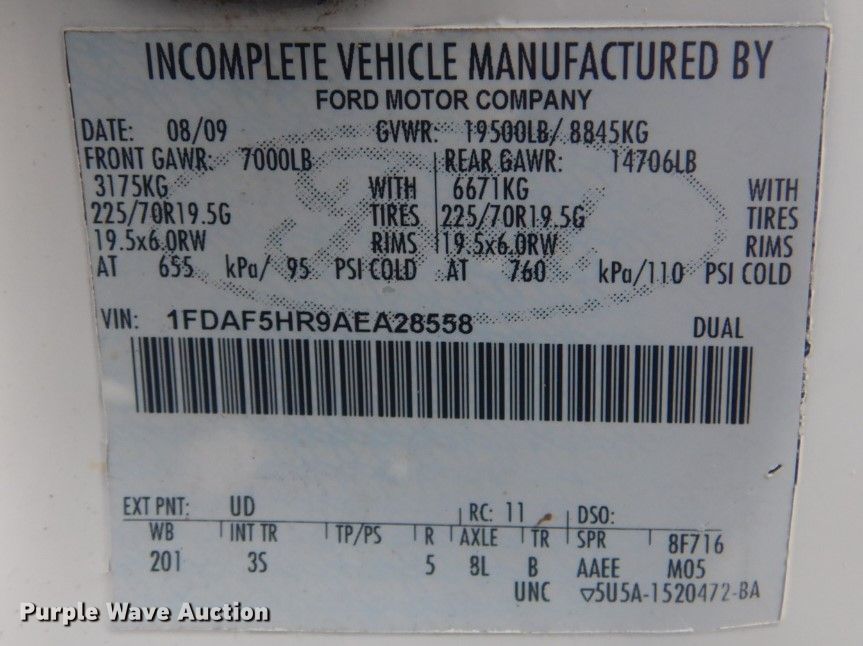 INCOMPLETE VEHICLE MANUFACTURED BY
FORD MOTOR COMPANY
DATE: 08/09 GVWR: 19500LB/ 8845KG
FRONT GAWR: 7000LB REAR GAWR: 14706LB
3175KG WITH 6671KG WITH
225/70R19.5G TIRES 225/70R19.5G TIRES
19.5x6.0RW RIMS 19.5x6.0RW RIMS
AT 655 kPa/ 95 PSI COLD AT 760 kPa/110 PSI COLD
VIN: 1FDAF5HR9AEA28558 DUAL
EXT PNT: UD RC: 11 DSO:
WB INT TR TP/PS R AXLE TR SPR 8F716
201 3S 5 8L B AAEE M05
UNC ▽5U5A-1520472-BA
Purple Wave Auction